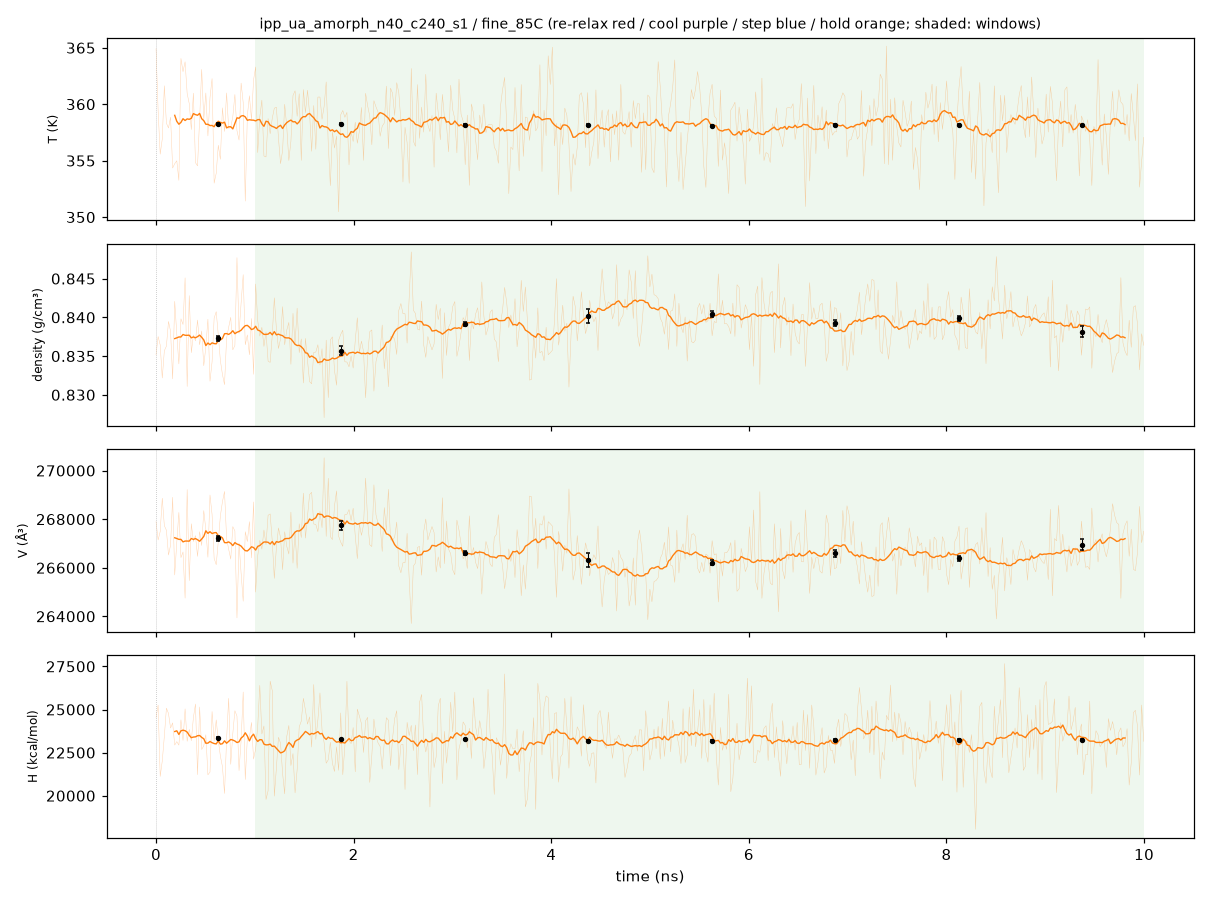 ipp_ua_amorph_n40_c240_s1 / fine_85C (re-relax red / cool purple / step blue / hold orange; shaded: windows)
365
360
355
350
T (K)
0.845
0.840
0.835
0.830
density (g/cm³)
270000
268000
266000
264000
V (Å³)
27500
25000
22500
20000
H (kcal/mol)
0 2 4 6 8 10
time (ns)